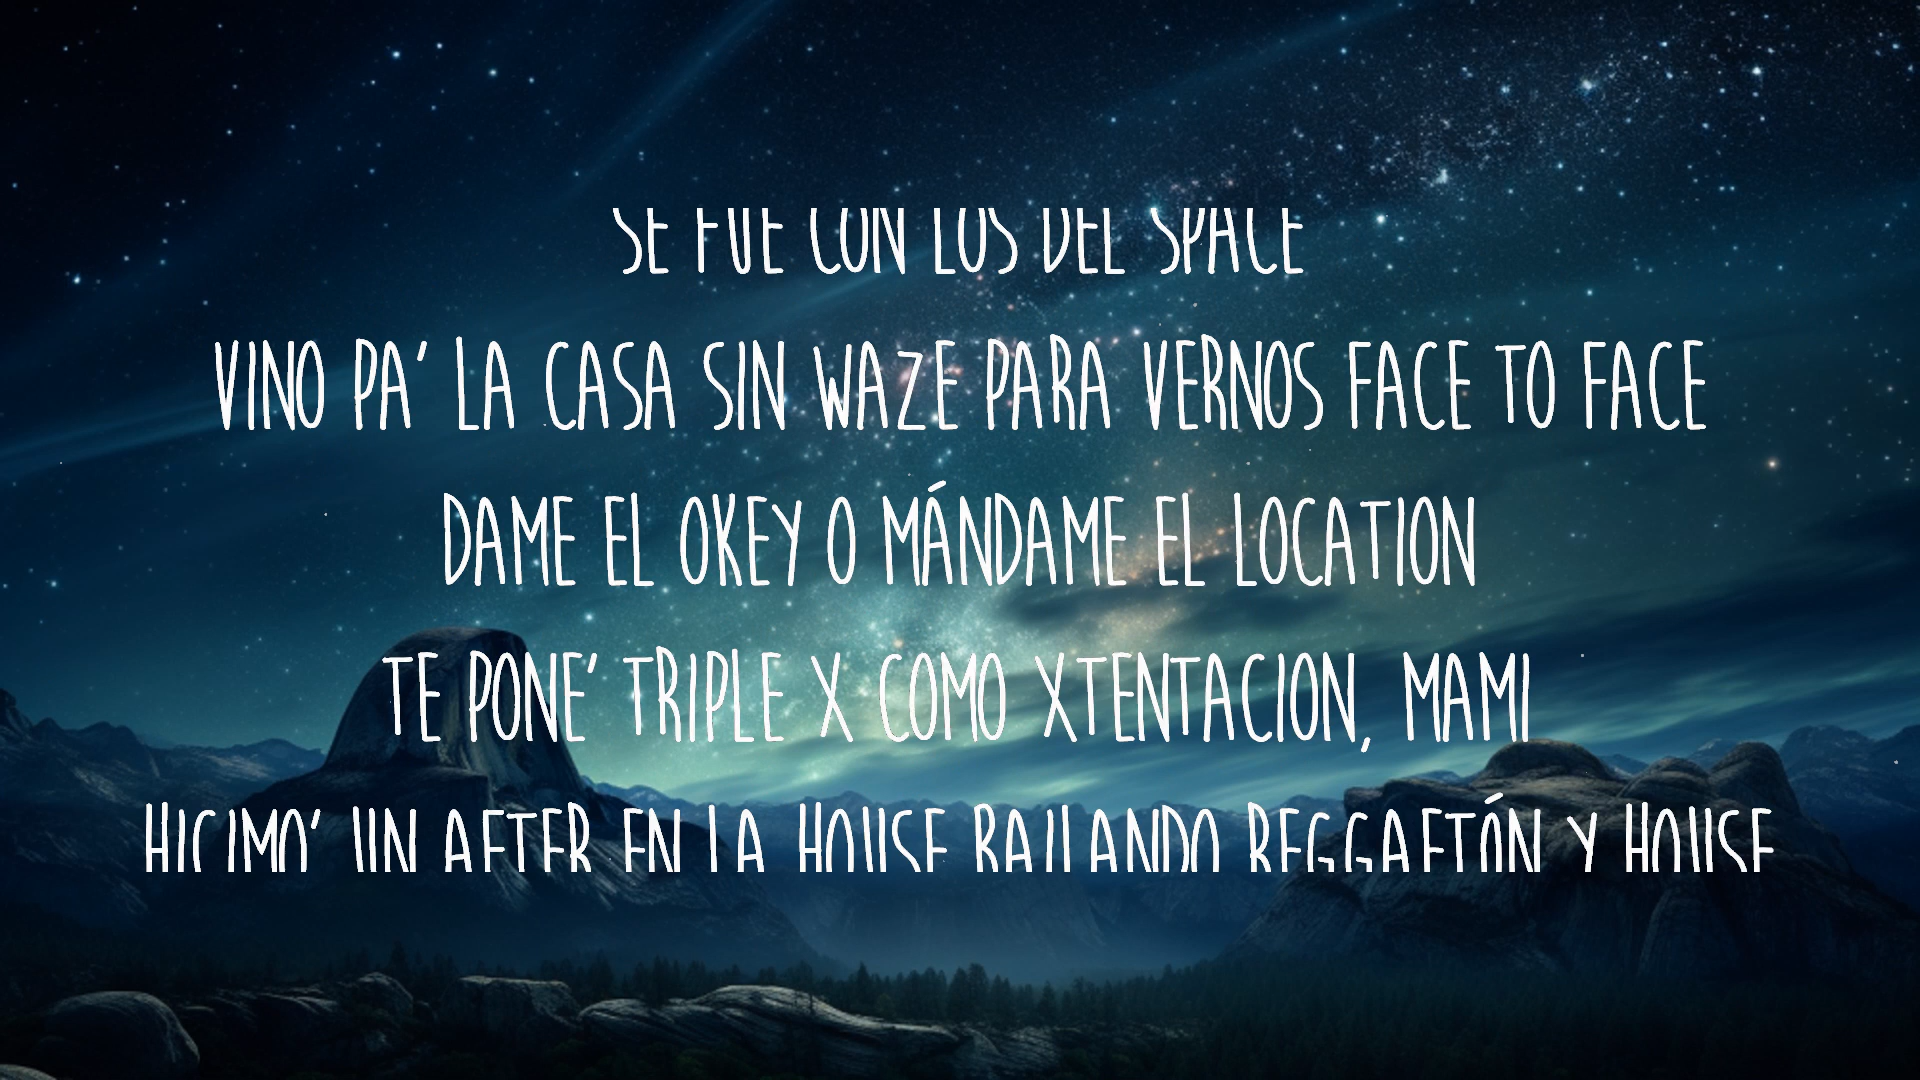 SE FUE CON LOS DEL SPACE
VINO PA' LA CASA SIN WAZE PARA VERNOS FACE TO FACE
DAME EL OKEY O MÁNDAME EL LOCATION
TE PONE' TRIPLE X COMO XTENTACION, MAMI
HICIMO' UN AFTER EN LA HOUSE BAILANDO REGGAETÓN Y HOUSE